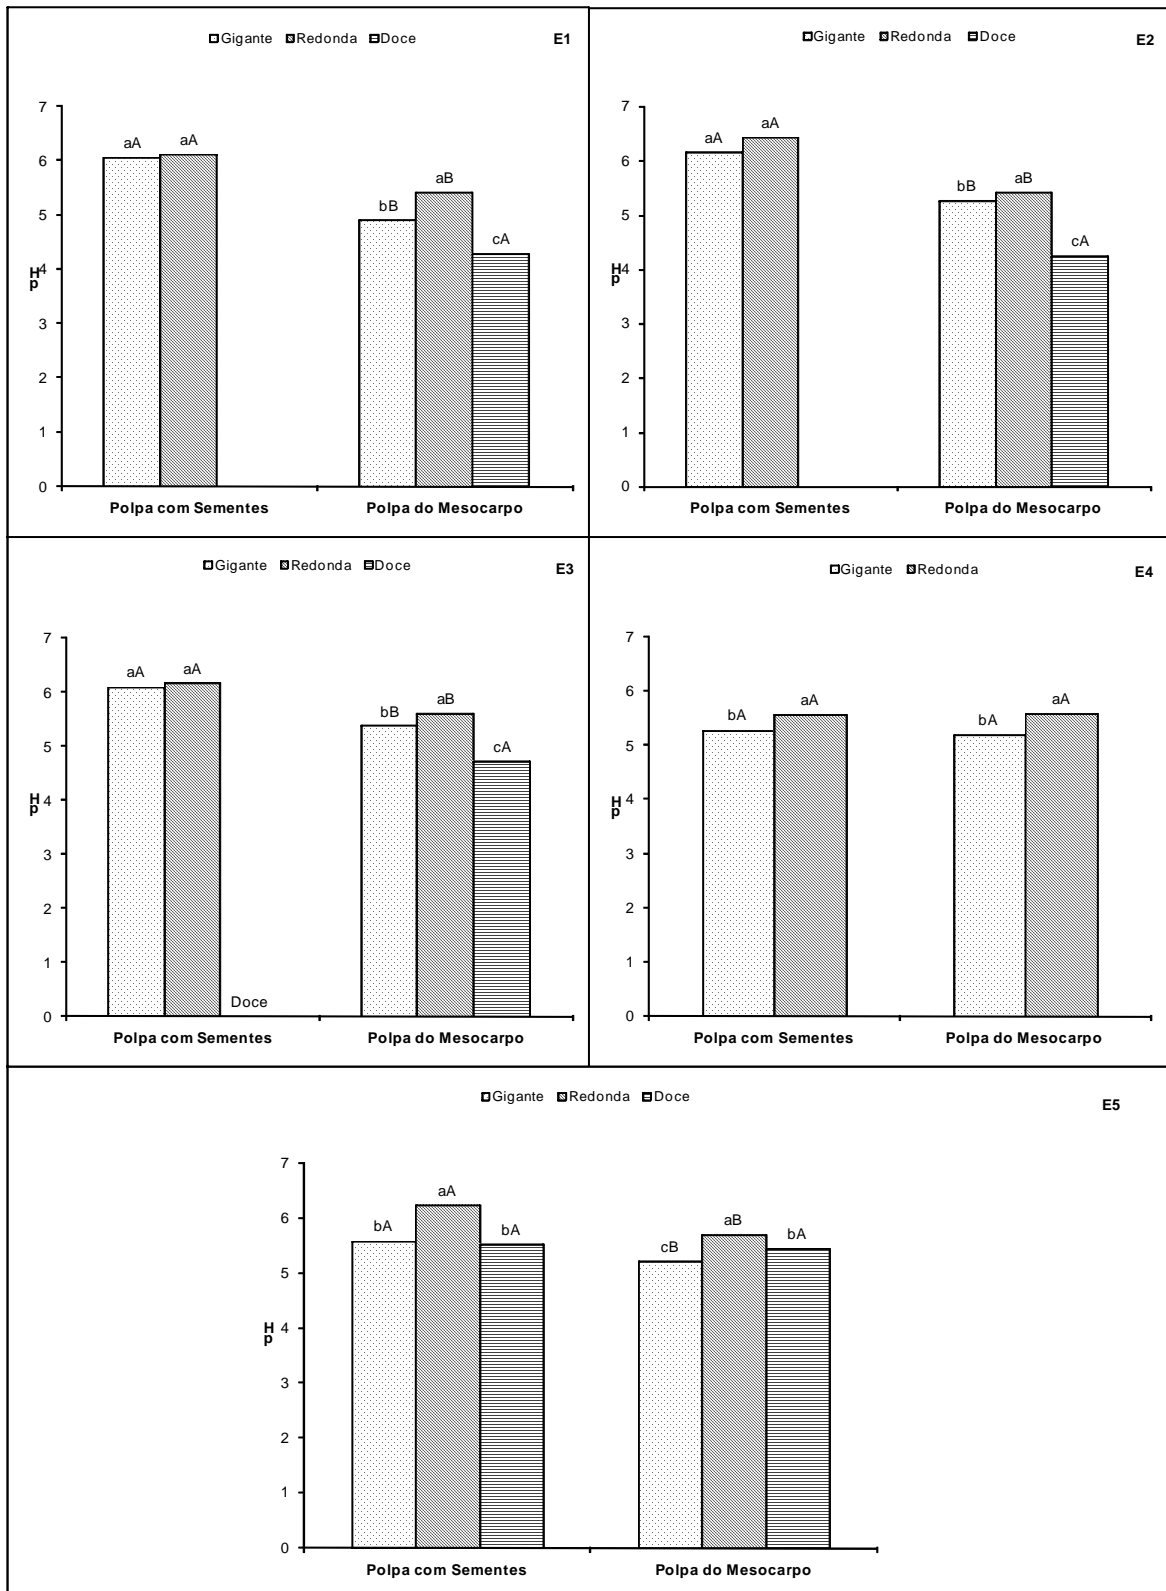 Gigante Redonda Doce
E1
7
6
5
4
3
2
1
0
pH
aA
aA
bB
aB
cA
Polpa com Sementes
Polpa do Mesocarpo
Gigante Redonda Doce
E2
7
6
5
4
3
2
1
0
pH
aA
aA
bB
aB
cA
Polpa com Sementes
Polpa do Mesocarpo
Gigante Redonda Doce
E3
7
6
5
4
3
2
1
0
pH
aA
aA
Doce
bB
aB
cA
Polpa com Sementes
Polpa do Mesocarpo
Gigante Redonda
E4
7
6
5
4
3
2
1
0
pH
bA
aA
bA
aA
Polpa com Sementes
Polpa do Mesocarpo
Gigante Redonda Doce
E5
7
6
5
4
3
2
1
0
pH
bA
aA
bA
cB
aB
bA
Polpa com Sementes
Polpa do Mesocarpo